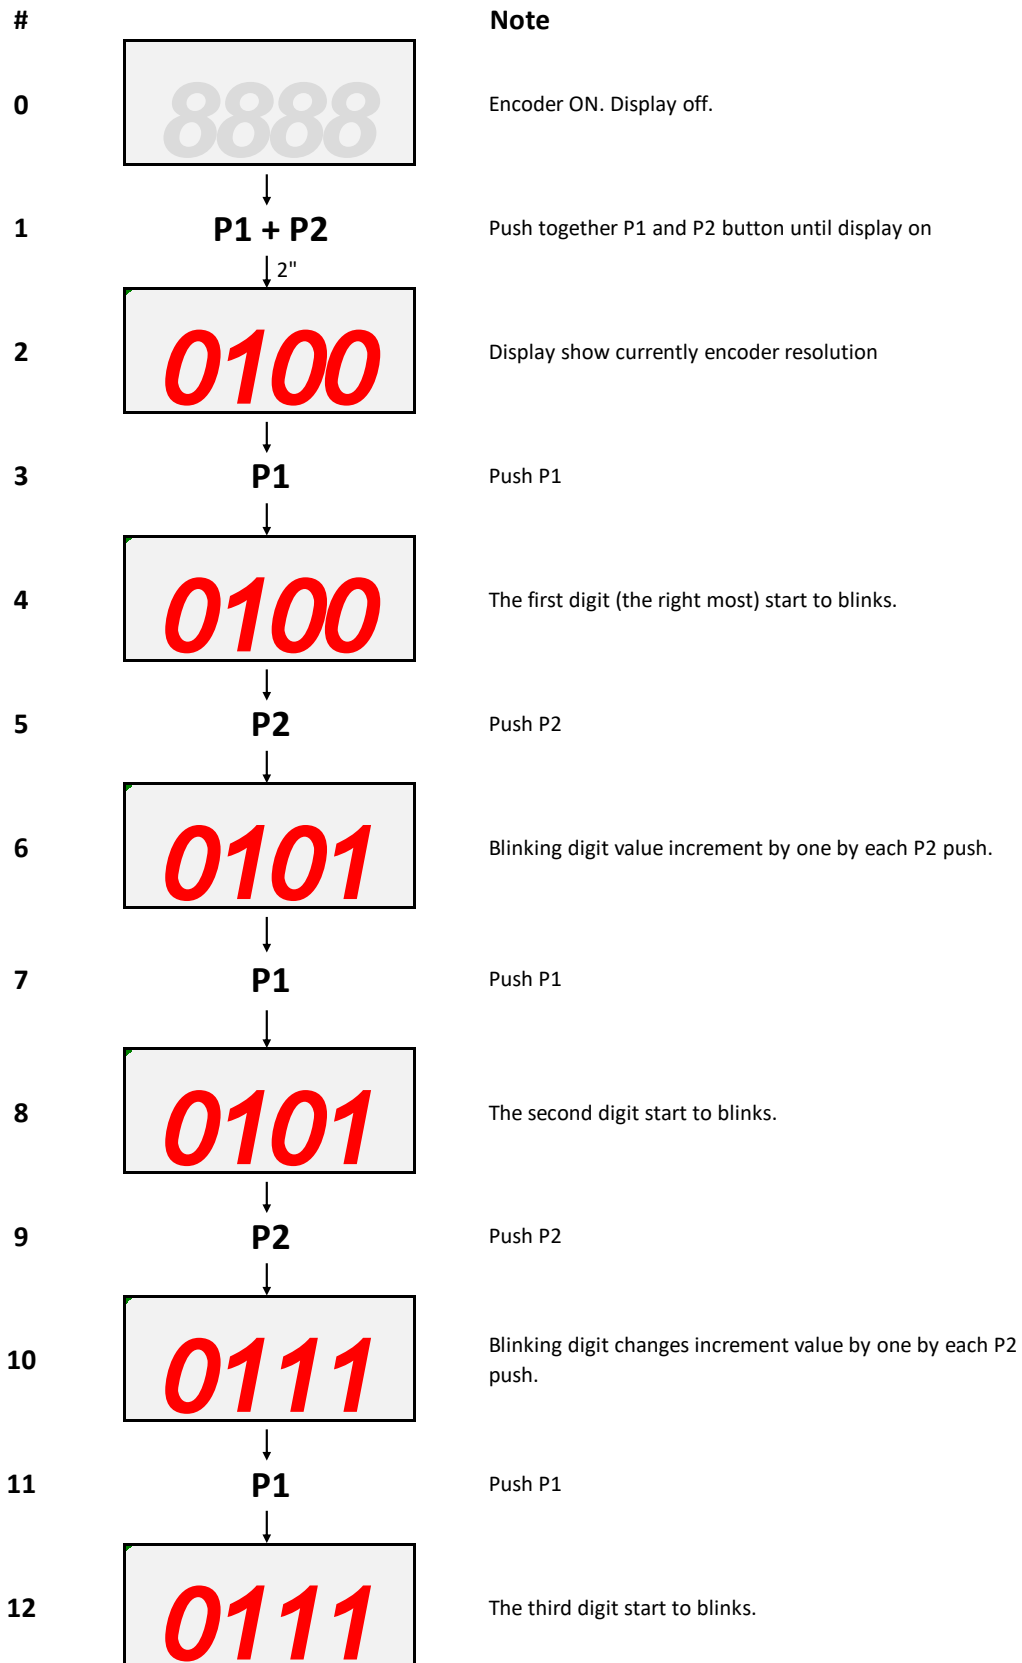 # Note
8888
0 Encoder ON. Display off.
1 P1 + P2 Push together P1 and P2 button until display on
2"
0100
2 Display show currently encoder resolution
3 P1 Push P1
0100
4 The first digit (the right most) start to blinks.
5 P2 Push P2
0101
6 Blinking digit value increment by one by each P2 push.
7 P1 Push P1
0101
8 The second digit start to blinks.
9 P2 Push P2
0111
10 Blinking digit changes increment value by one by each P2
push.
11 P1 Push P1
0111
12 The third digit start to blinks.